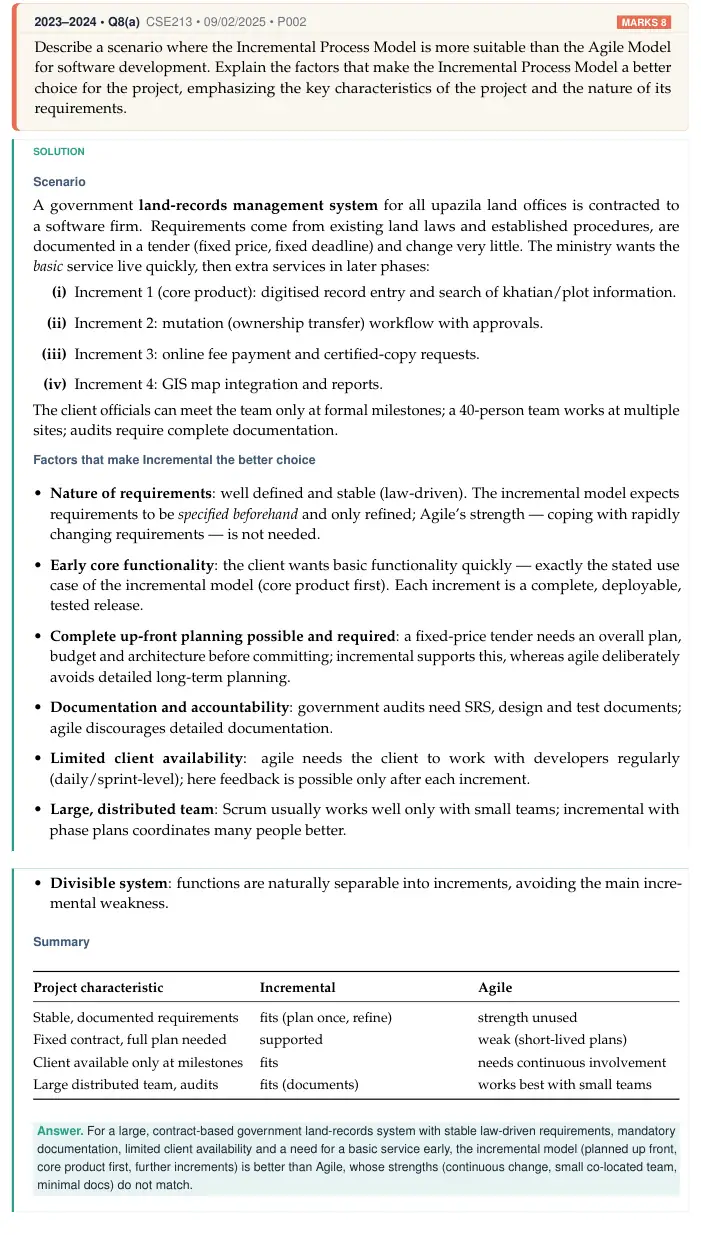 2023–2024 • Q8(a) CSE213 • 09/02/2025 • P002 MARKS 8
Describe a scenario where the Incremental Process Model is more suitable than the Agile Model
for software development. Explain the factors that make the Incremental Process Model a better
choice for the project, emphasizing the key characteristics of the project and the nature of its
requirements.
SOLUTION
Scenario
A government land-records management system for all upazila land offices is contracted to
a software firm. Requirements come from existing land laws and established procedures, are
documented in a tender (fixed price, fixed deadline) and change very little. The ministry wants the
basic service live quickly, then extra services in later phases:
(i) Increment 1 (core product): digitised record entry and search of khatian/plot information.
(ii) Increment 2: mutation (ownership transfer) workflow with approvals.
(iii) Increment 3: online fee payment and certified-copy requests.
(iv) Increment 4: GIS map integration and reports.
The client officials can meet the team only at formal milestones; a 40-person team works at multiple
sites; audits require complete documentation.
Factors that make Incremental the better choice
• Nature of requirements: well defined and stable (law-driven). The incremental model expects
requirements to be specified beforehand and only refined; Agile's strength — coping with rapidly
changing requirements — is not needed.
• Early core functionality: the client wants basic functionality quickly — exactly the stated use
case of the incremental model (core product first). Each increment is a complete, deployable,
tested release.
• Complete up-front planning possible and required: a fixed-price tender needs an overall plan,
budget and architecture before committing; incremental supports this, whereas agile deliberately
avoids detailed long-term planning.
• Documentation and accountability: government audits need SRS, design and test documents;
agile discourages detailed documentation.
• Limited client availability: agile needs the client to work with developers regularly
(daily/sprint-level); here feedback is possible only after each increment.
• Large, distributed team: Scrum usually works well only with small teams; incremental with
phase plans coordinates many people better.
• Divisible system: functions are naturally separable into increments, avoiding the main incre-
mental weakness.
Summary
Project characteristic Incremental Agile
Stable, documented requirements fits (plan once, refine) strength unused
Fixed contract, full plan needed supported weak (short-lived plans)
Client available only at milestones fits needs continuous involvement
Large distributed team, audits fits (documents) works best with small teams
Answer. For a large, contract-based government land-records system with stable law-driven requirements, mandatory
documentation, limited client availability and a need for a basic service early, the incremental model (planned up front,
core product first, further increments) is better than Agile, whose strengths (continuous change, small co-located team,
minimal docs) do not match.